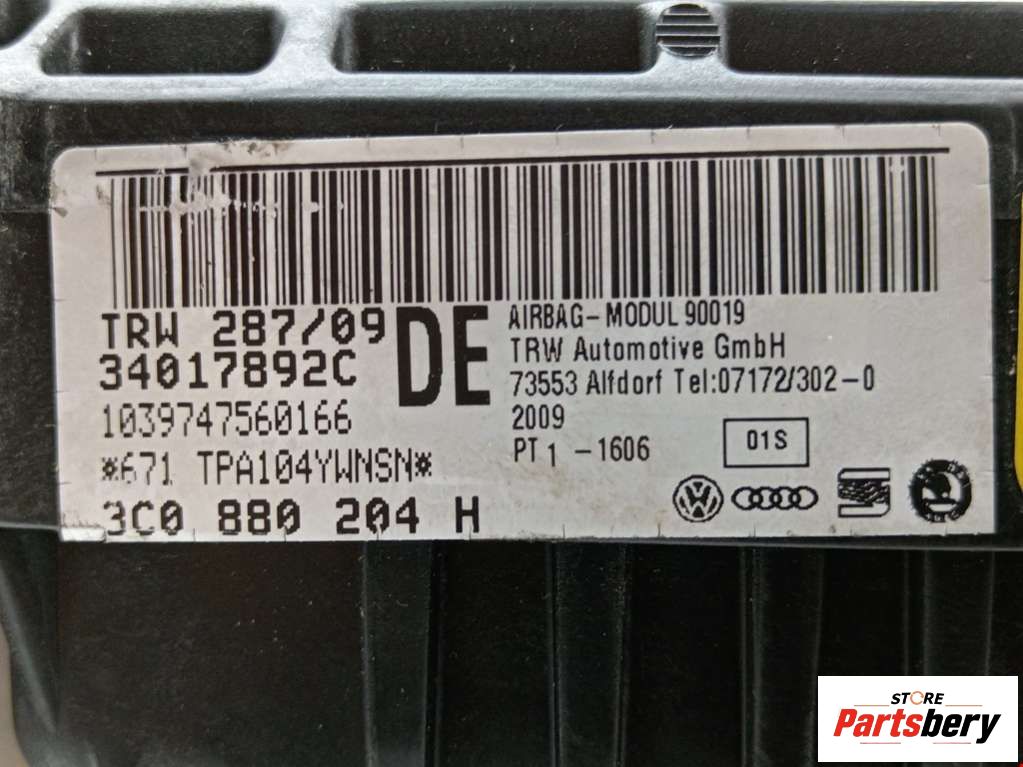 TRW 287/09
34017892C
1039747560166
*671 TPA104YWNSN*
3C0 880 204 H
DE
AIRBAG-MODUL 90019
TRW Automotive GmbH
73553 Alfdorf Tel:07172/302-0
2009
PT 1 -1606
01S
STORE
Partsbery